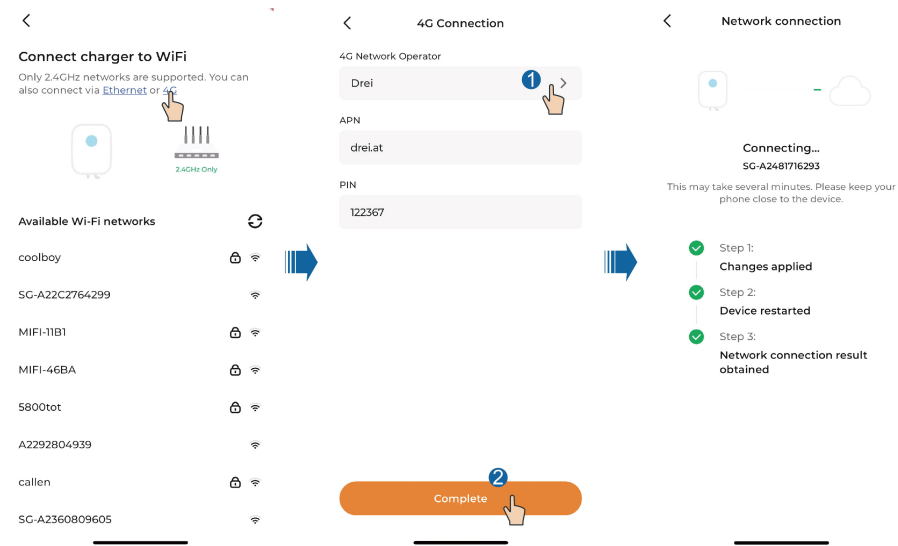 Connect charger to WiFi
Only 2.4GHz networks are supported. You can
also connect via Ethernet or 4G
2.4GHz Only
Available Wi-Fi networks
coolboy
SG-A22C2764299
MIFI-11B1
MIFI-46BA
5800tot
A2292804939
callen
SG-A2360809605
4G Connection
4G Network Operator
Drei
1
APN
drei.at
PIN
122367
2
Complete
Network connection
Connecting...
SG-A2481716293
This may take several minutes. Please keep your
phone close to the device.
Step 1:
Changes applied
Step 2:
Device restarted
Step 3:
Network connection result
obtained